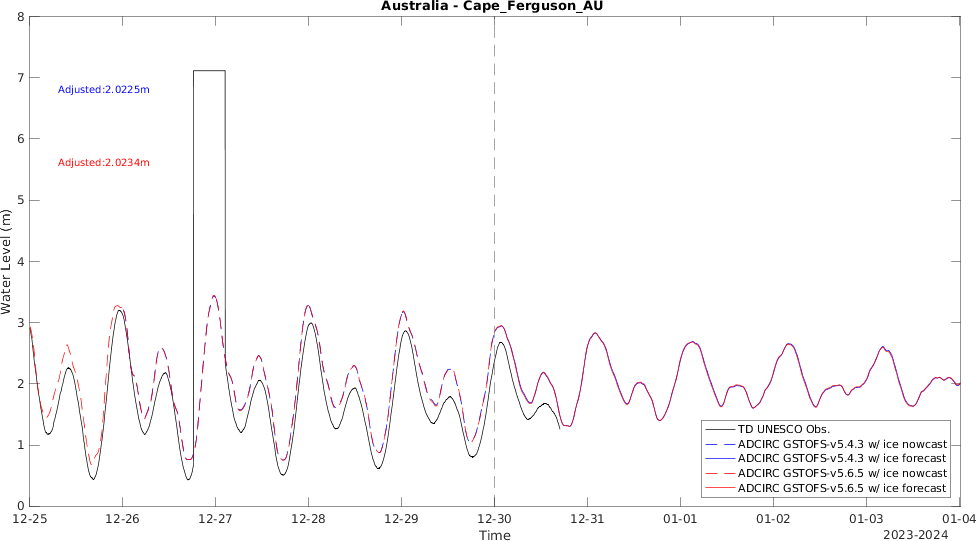 Australia - Cape_Ferguson_AU
8
7
6
5
4
3
2
1
0
Water Level (m)
Adjusted:2.0225m
Adjusted:2.0234m
TD UNESCO Obs.
ADCIRC GSTOFS-v5.4.3 w/ ice nowcast
ADCIRC GSTOFS-v5.4.3 w/ ice forecast
ADCIRC GSTOFS-v5.6.5 w/ ice nowcast
ADCIRC GSTOFS-v5.6.5 w/ ice forecast
12-25 12-26 12-27 12-28 12-29 12-30 12-31 01-01 01-02 01-03 01-04
Time
2023-2024